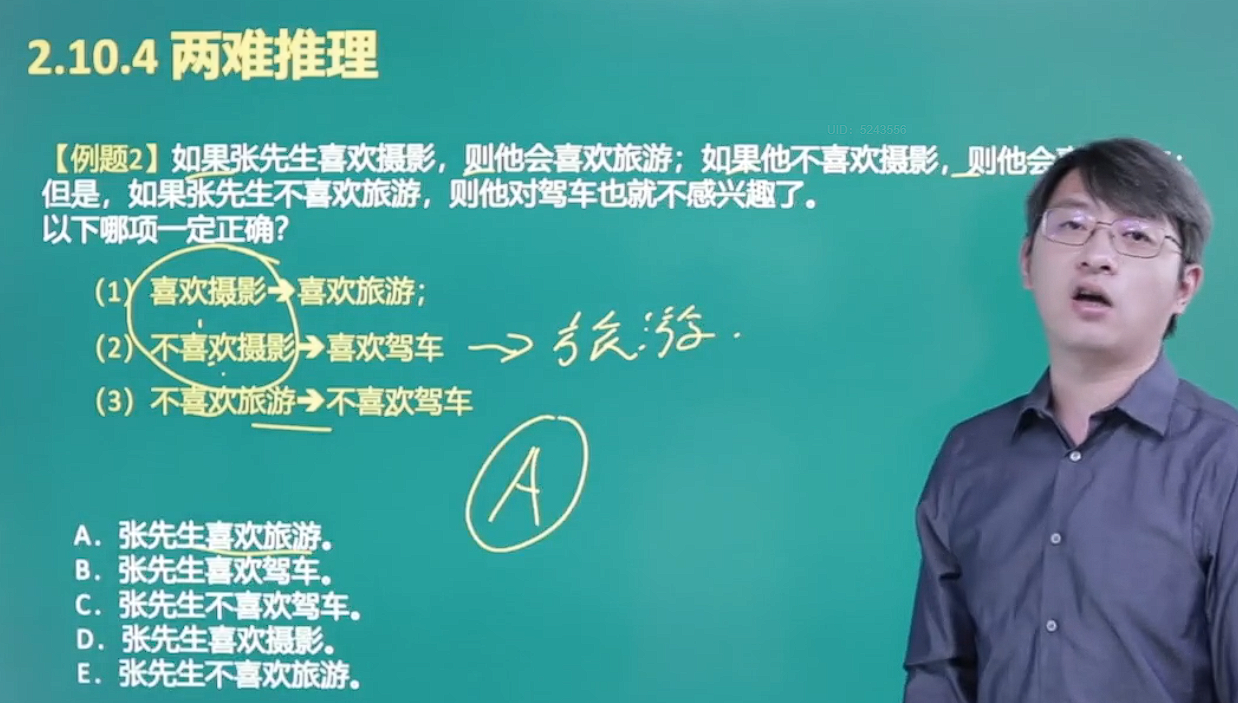 2.10.4 两难推理
UID: 5243556
【例题2】如果张先生喜欢摄影，则他会喜欢旅游；如果他不喜欢摄影，则他会
但是，如果张先生不喜欢旅游，则他对驾车也就不感兴趣了。
以下哪项一定正确？
（1）喜欢摄影➔喜欢旅游；
（2）不喜欢摄影➔喜欢驾车 →
（3）不喜欢旅游➔不喜欢驾车
A
A．张先生喜欢旅游。
B．张先生喜欢驾车。
C．张先生不喜欢驾车。
D．张先生喜欢摄影。
E．张先生不喜欢旅游。